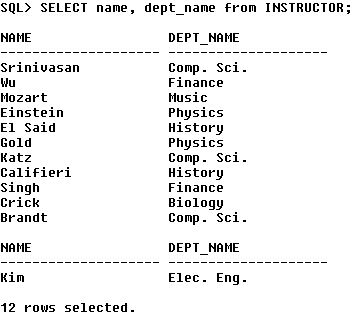 SQL> SELECT name, dept_name from INSTRUCTOR;
NAME                 DEPT_NAME
-------------------- --------------------
Srinivasan           Comp. Sci.
Wu                   Finance
Mozart               Music
Einstein             Physics
El Said              History
Gold                 Physics
Katz                 Comp. Sci.
Califieri            History
Singh                Finance
Crick                Biology
Brandt               Comp. Sci.
NAME                 DEPT_NAME
-------------------- --------------------
Kim                  Elec. Eng.
12 rows selected.